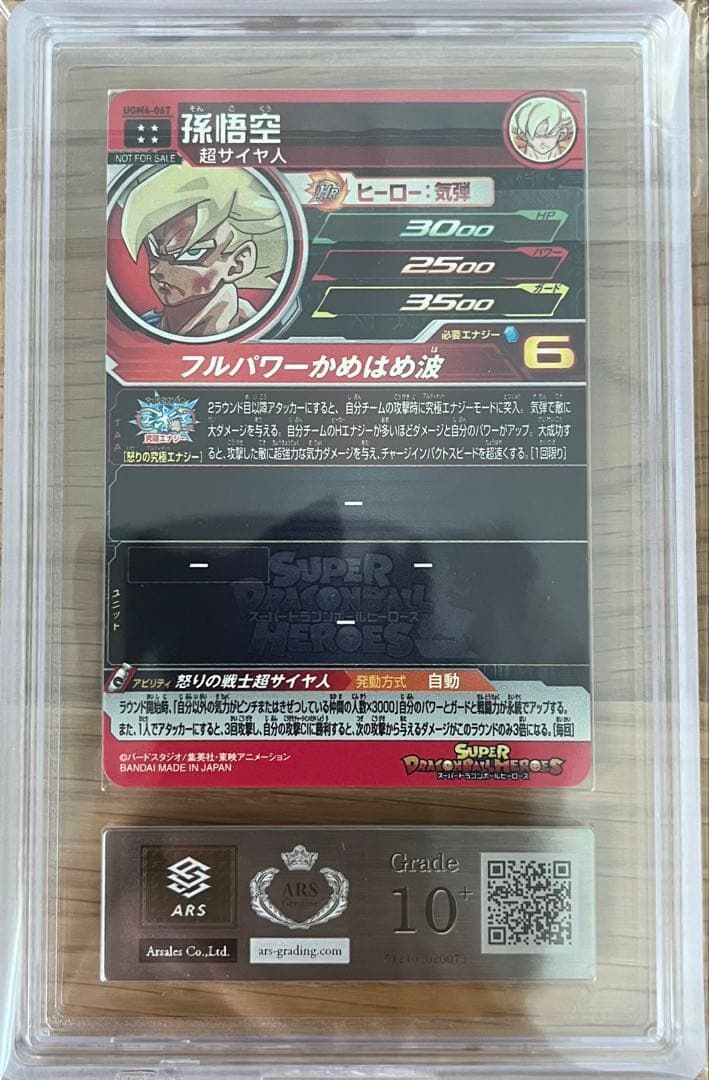 UGM4-067
★★
★★
NOT FOR SALE
そん ご くう
孫悟空
超サイヤ人
HR ヒーロー:気弾
3000 HP
2500 パワー
3500 ガード
必要エナジー 6
フルパワーかめはめ波
究極エナジー
[怒りの究極エナジー]
2ラウンド目以降アタッカーにすると、自分チームの攻撃時に究極エナジーモードに突入。気弾で敵に
大ダメージを与える。自分チームのHエナジーが多いほどダメージと自分のパワーがアップ。大成功す
ると、攻撃した敵に超強力な気力ダメージを与え、チャージインパクトスピードを超速くする。[1回限り]
ー
ー ー
ー
ユニット
SUPER
DRAGONBALL
スーパードラゴンボールヒーローズ
HEROES
アビリティ 怒りの戦士超サイヤ人 発動方式 自動
ラウンド開始時、「自分以外の気力がピンチまたはきぜつしている仲間の人数×3000」自分のパワーとガードと戦闘力が永続でアップする。
また、1人でアタッカーにすると、3回攻撃し、自分の攻撃CIに勝利すると、次の攻撃から与えるダメージがこのラウンドのみ3倍になる。[毎回]
©バードスタジオ/集英社・東映アニメーション
BANDAI MADE IN JAPAN
SUPER
DRAGONBALL HEROES
スーパードラゴンボールヒーローズ
ARS
Arsales Co.,Ltd.
ARS
Genuine
ars-grading.com
Grade
10+